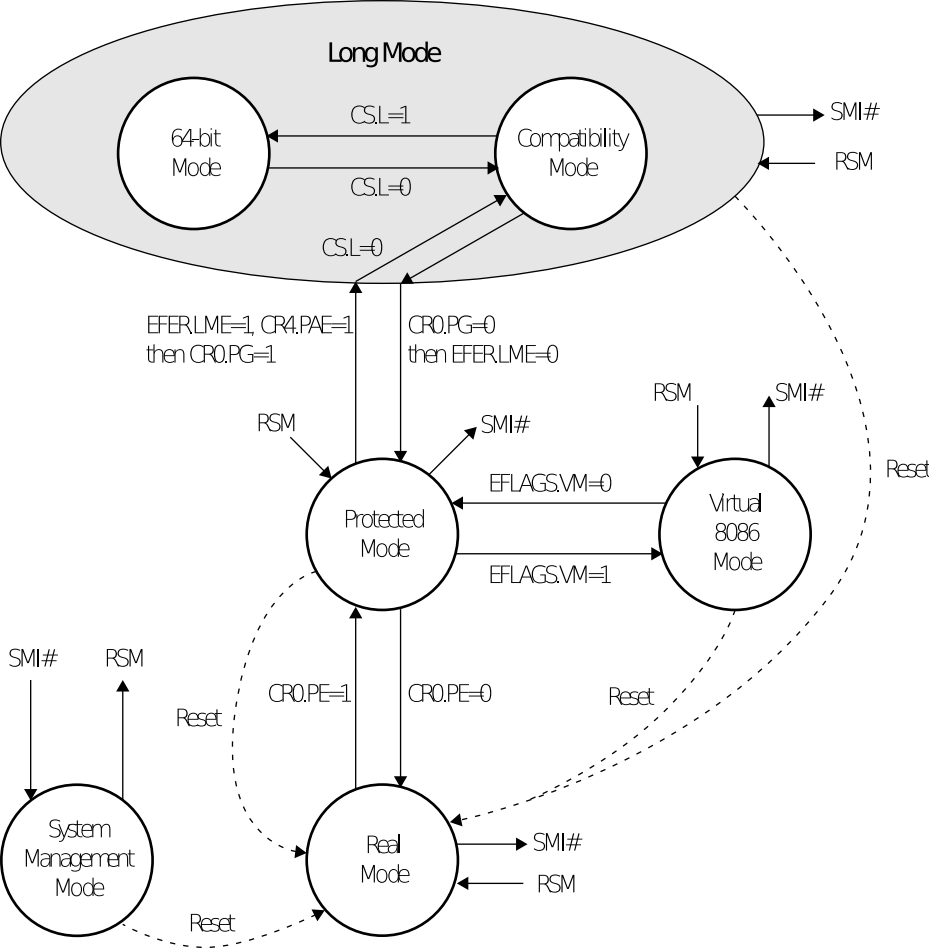 Long Mode
64-bit
Mode
CS.L=1
CS.L=0
Compatibility
Mode
SMI#
RSM
CS.L=0
EFER.LME=1, CR4.PAE=1
then CR0.PG=1
CR0.PG=0
then EFER.LME=0
RSM
SMI#
RSM
SMI#
Reset
Protected
Mode
EFLAGS.VM=0
EFLAGS.VM=1
Virtual
8086
Mode
SMI#
RSM
Reset
CR0.PE=1
CR0.PE=0
Reset
System
Management
Mode
Real
Mode
SMI#
RSM
Reset